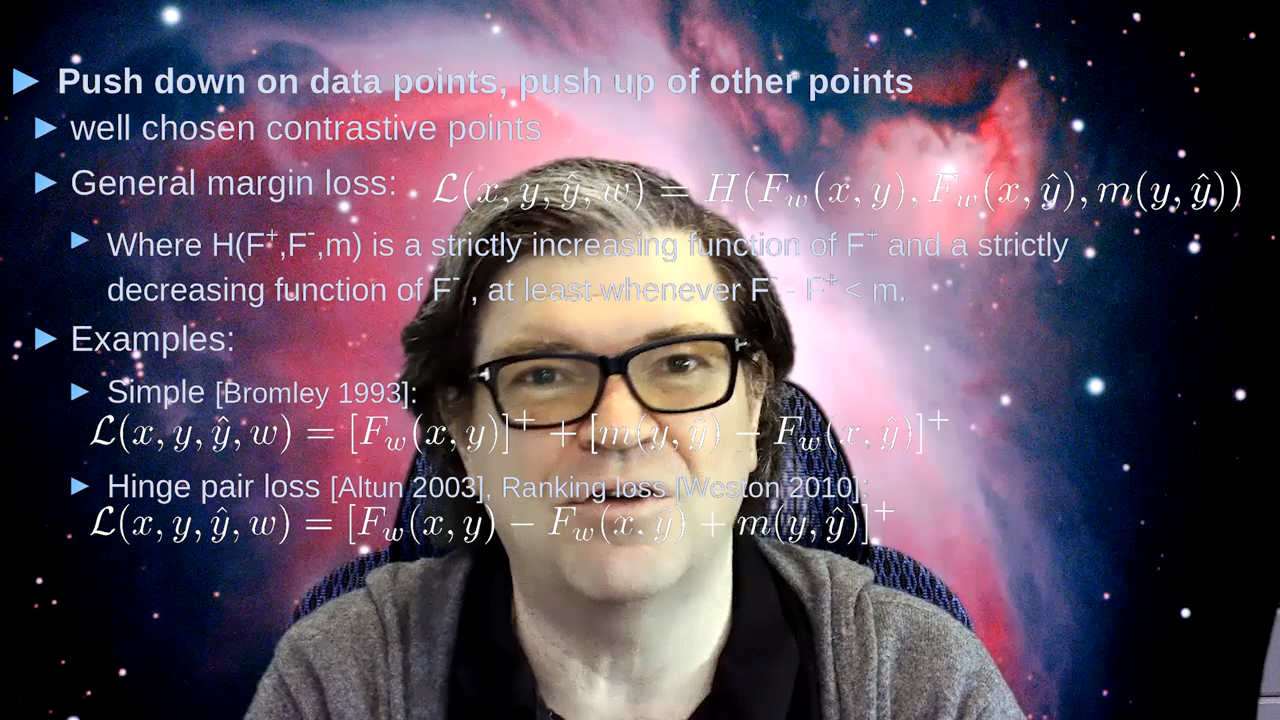 Push down on data points, push up of other points
well chosen contrastive points
General margin loss: ℒ(x, y, ŷ, w) = H(F_w(x, y), F_w(x, ŷ), m(y, ŷ))
Where H(F⁺,F⁻,m) is a strictly increasing function of F⁺ and a strictly
decreasing function of F⁻ , at least whenever F⁻ - F⁺ < m.
Examples:
Simple [Bromley 1993]:
ℒ(x, y, ŷ, w) = [F_w(x, y)]⁺ + [m(y, ŷ) − F_w(x, ŷ)]⁺
Hinge pair loss [Altun 2003], Ranking loss [Weston 2010]:
ℒ(x, y, ŷ, w) = [F_w(x, y) − F_w(x, ŷ) + m(y, ŷ)]⁺